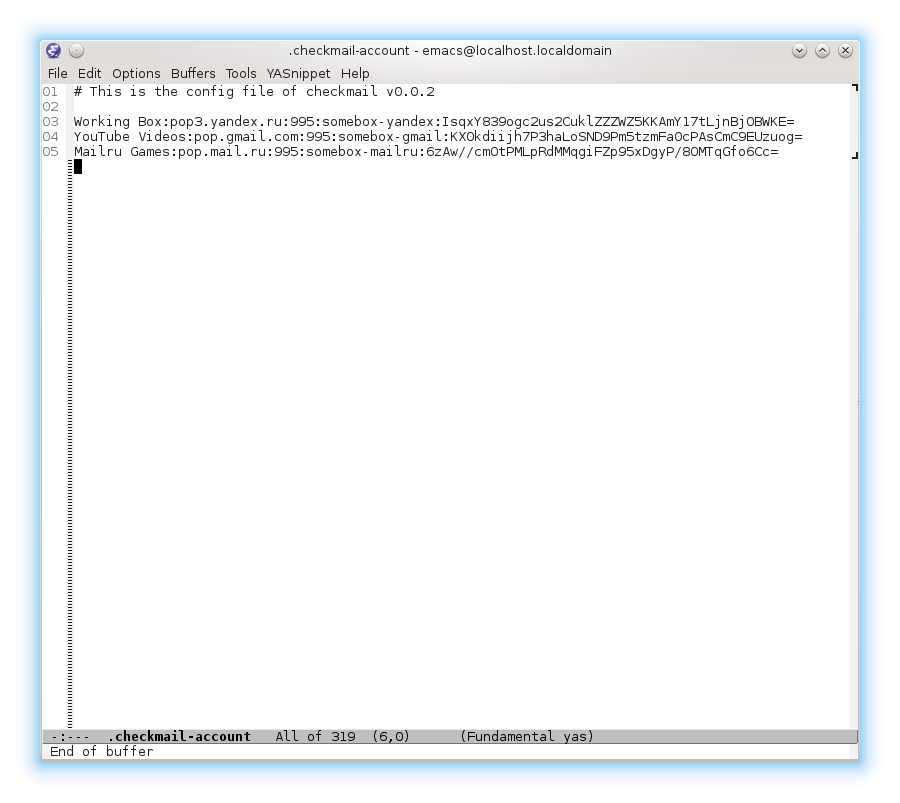 .checkmail-account - emacs@localhost.localdomain
File Edit Options Buffers Tools YASnippet Help
01 # This is the config file of checkmail v0.0.2
02
03 Working Box:pop3.yandex.ru:995:somebox-yandex:IsqxY839ogc2us2CuklZZZWZ5KKAmY17tLjnBjOBWKE=
04 YouTube Videos:pop.gmail.com:995:somebox-gmail:KXOkdiijh7P3haLoSND9Pm5tzmFaOcPAsCmC9EUzuog=
05 Mailru Games:pop.mail.ru:995:somebox-mailru:6zAw//cmOtPMLpRdMMqgiFZp95xDgyP/8OMTqGfo6Cc=
-:--- .checkmail-account All of 319 (6,0) (Fundamental yas)
End of buffer